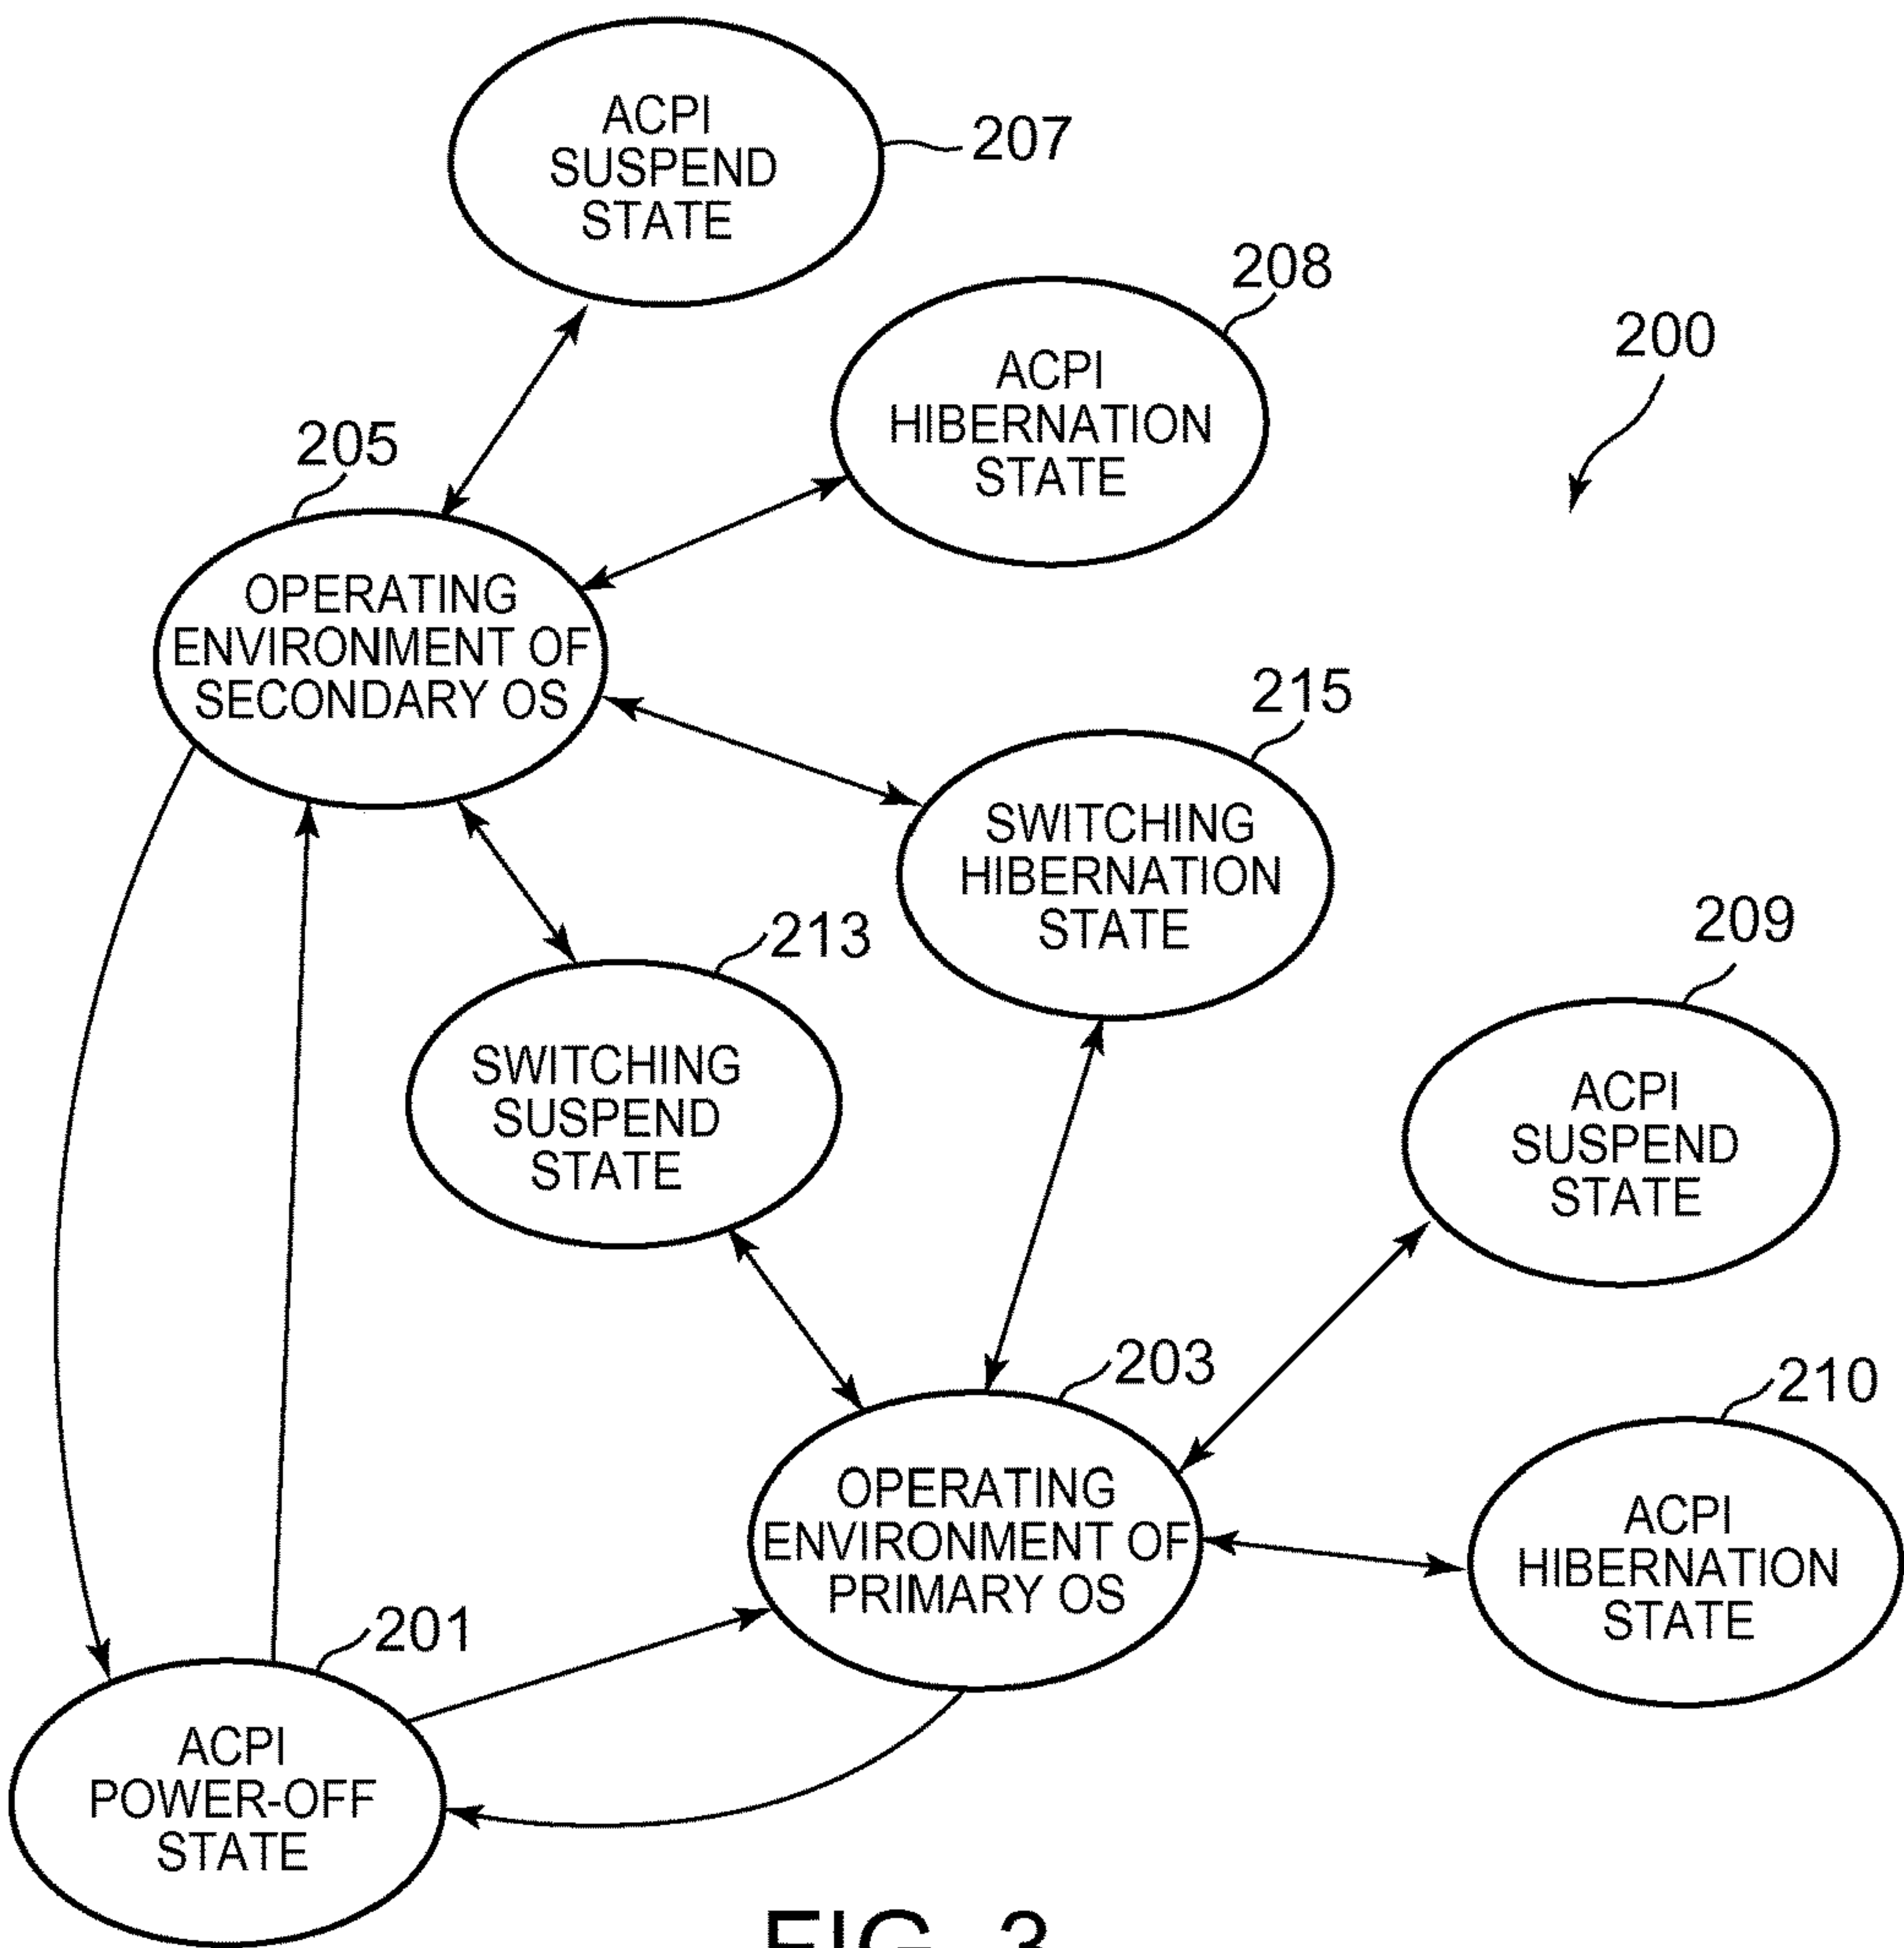 ACPI
SUSPEND
STATE
207
208
ACPI
HIBERNATION
STATE
200
205
OPERATING
ENVIRONMENT OF
SECONDARY OS
215
SWITCHING
HIBERNATION
STATE
213
SWITCHING
SUSPEND
STATE
209
ACPI
SUSPEND
STATE
203
OPERATING
ENVIRONMENT OF
PRIMARY OS
210
ACPI
HIBERNATION
STATE
201
ACPI
POWER-OFF
STATE
FIG. 3